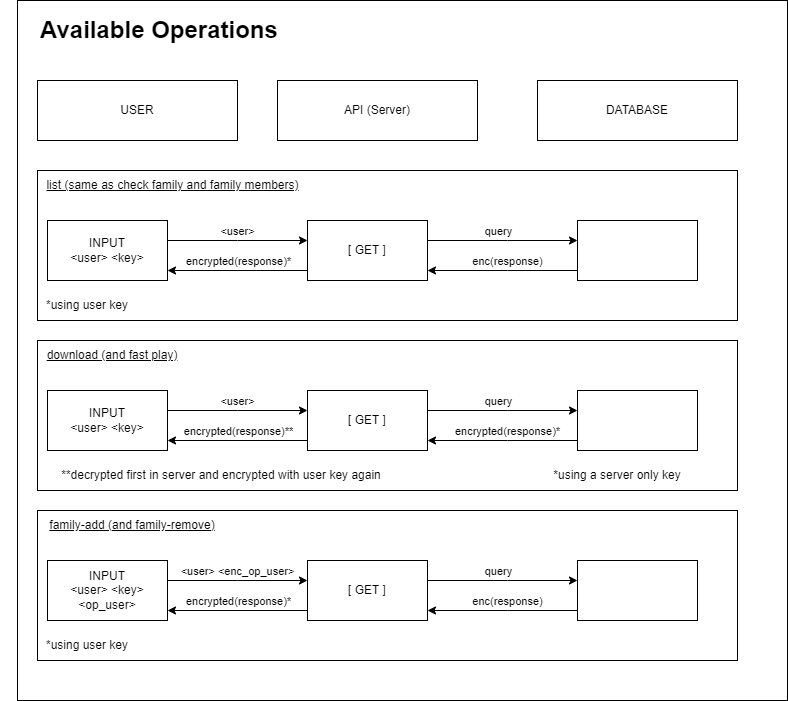 Available Operations
USER
API (Server)
DATABASE
list (same as check family and family members)
INPUT
<user> <key>
<user>
encrypted(response)*
[ GET ]
query
enc(response)
*using user key
download (and fast play)
INPUT
<user> <key>
<user>
encrypted(response)**
[ GET ]
query
encrypted(response)*
**decrypted first in server and encrypted with user key again
*using a server only key
family-add (and family-remove)
INPUT
<user> <key>
<op_user>
<user> <enc_op_user>
encrypted(response)*
[ GET ]
query
enc(response)
*using user key